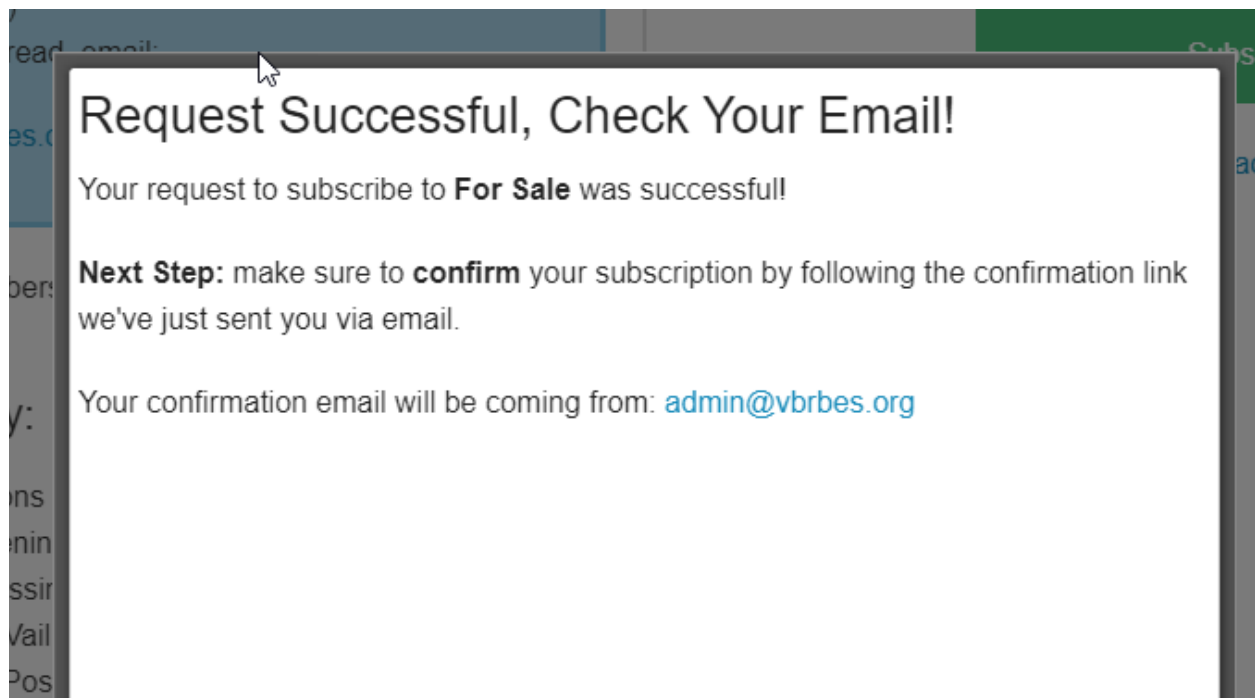 email:
Request Successful, Check Your Email!
Your request to subscribe to For Sale was successful!
Next Step: make sure to confirm your subscription by following the confirmation link
we've just sent you via email.
Your confirmation email will be coming from: admin@vbrbes.org